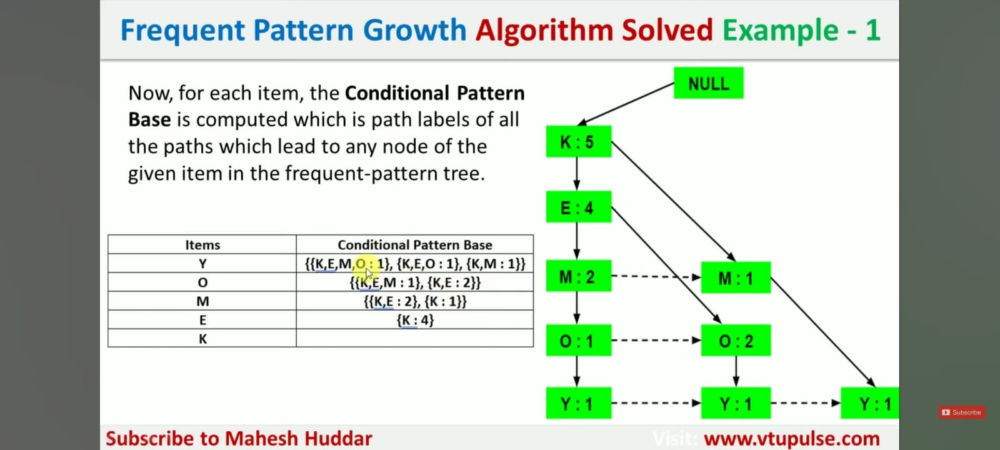 Frequent Pattern Growth Algorithm Solved Example - 1
Now, for each item, the Conditional Pattern
Base is computed which is path labels of all
the paths which lead to any node of the
given item in the frequent-pattern tree.
Items Conditional Pattern Base
Y {{K,E,M,O : 1}, {K,E,O : 1}, {K,M : 1}}
O {{K,E,M : 1}, {K,E : 2}}
M {{K,E : 2}, {K : 1}}
E {K : 4}
K
NULL
K : 5
E : 4
M : 2 M : 1
O : 1 O : 2
Y : 1 Y : 1 Y : 1
Subscribe
Subscribe to Mahesh Huddar Visit: www.vtupulse.com